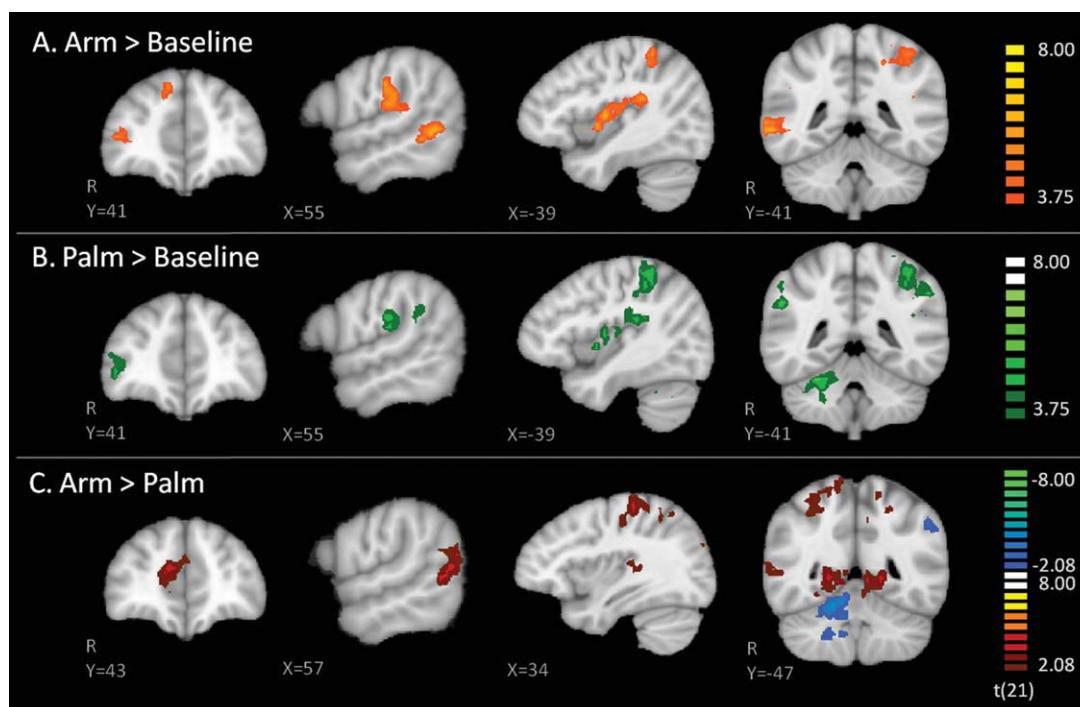 A. Arm > Baseline
8.00
3.75
R
Y=41
X=55
X=-39
R
Y=-41
B. Palm > Baseline
8.00
3.75
R
Y=41
X=55
X=-39
R
Y=-41
C. Arm > Palm
-8.00
-2.08
8.00
2.08
R
Y=43
X=57
X=34
R
Y=-47
t(21)